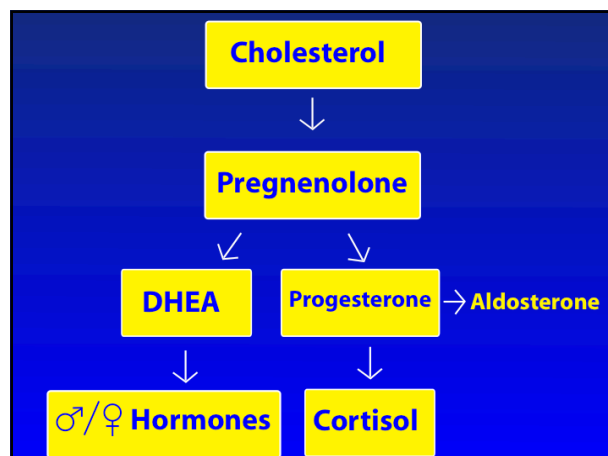 Cholesterol
Pregnenolone
DHEA
Progesterone
Aldosterone
♂/♀ Hormones
Cortisol